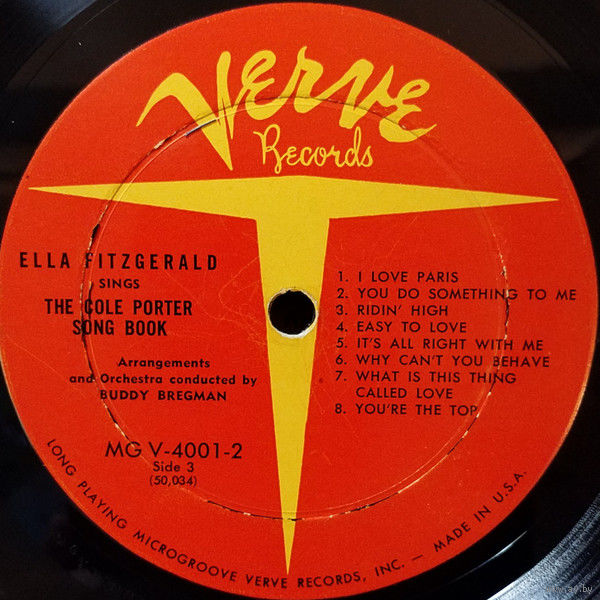 VERVE
Records
ELLA FITZGERALD
SINGS
THE COLE PORTER
SONG BOOK
Arrangements
and Orchestra conducted by
BUDDY BREGMAN
MG V-4001-2
Side 3
(50,034)
1. I LOVE PARIS
2. YOU DO SOMETHING TO ME
3. RIDIN' HIGH
4. EASY TO LOVE
5. IT'S ALL RIGHT WITH ME
6. WHY CAN'T YOU BEHAVE
7. WHAT IS THIS THING
CALLED LOVE
8. YOU'RE THE TOP
LONG PLAYING MICROGROOVE VERVE RECORDS, INC. — MADE IN U.S.A.